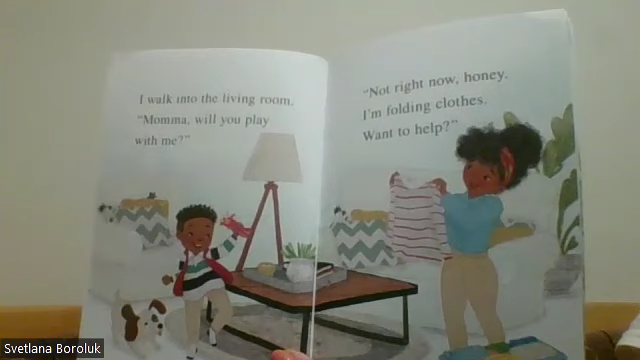 I walk into the living room.
“Momma, will you play
with me?”
“Not right now, honey.
I’m folding clothes.
Want to help?”
Svetlana Boroluk